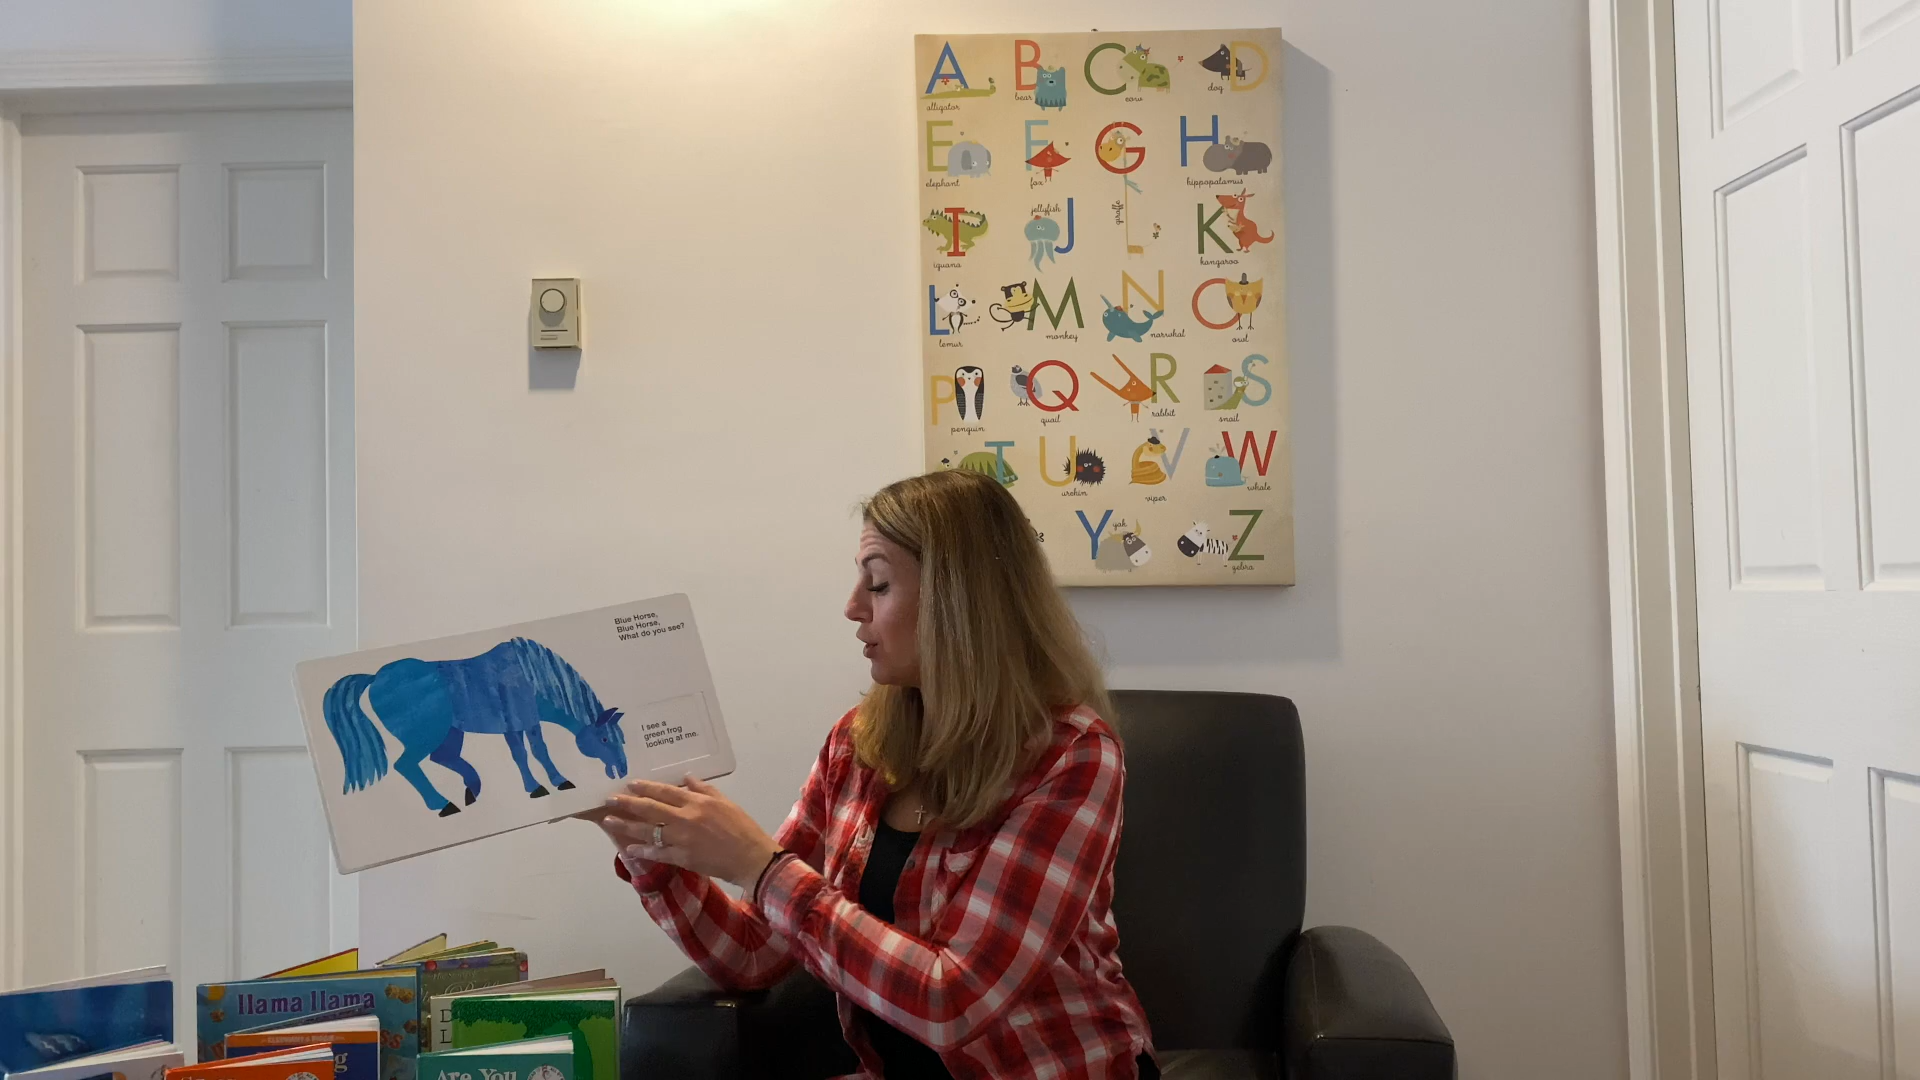 A B C D
alligator bear cow dog
E F G H
elephant fox giraffe hippopotamus
I J K
iguana jellyfish kangaroo
L M N O
lemur monkey narwhal owl
P Q R S
penguin quail rabbit snail
T U V W
urchin viper whale
Y Z
yak zebra
Blue Horse,
Blue Horse,
What do you see?
I see a
green frog
looking at me.
llama llama
ELEPHANT & PIGGIE
Are You